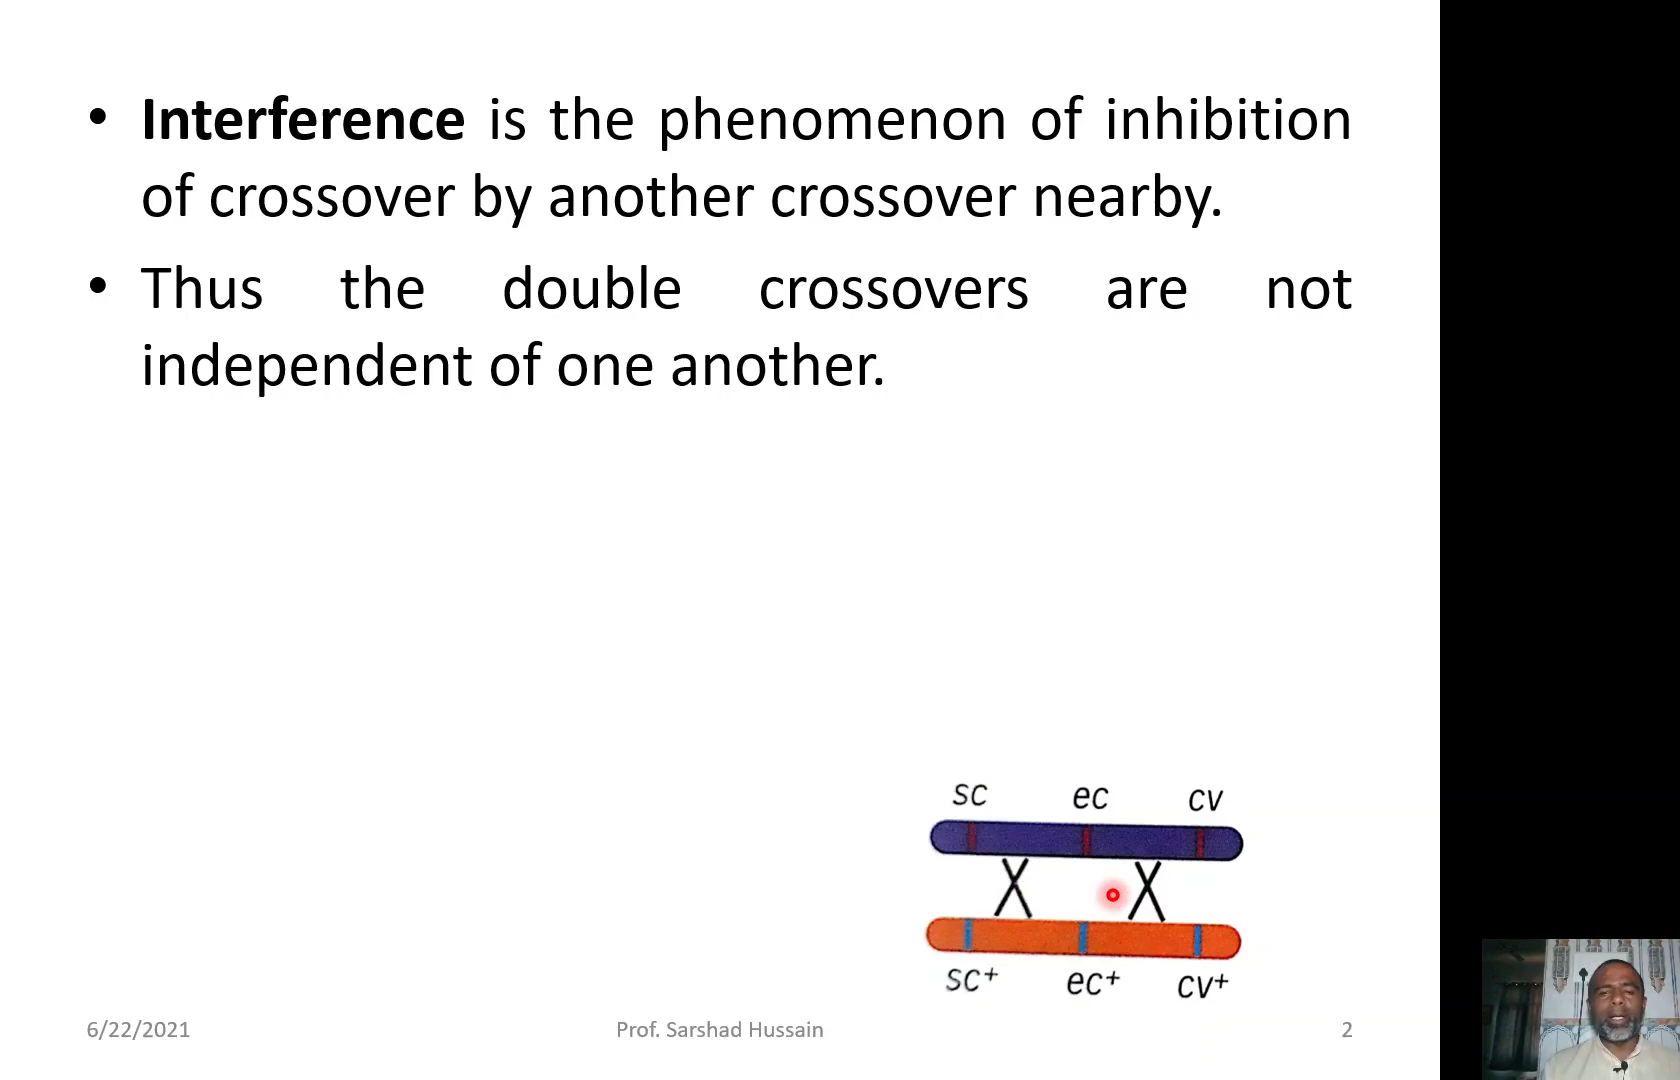 • Interference is the phenomenon of inhibition
of crossover by another crossover nearby.
• Thus the double crossovers are not
independent of one another.
sc ec cv
sc+ ec+ cv+
6/22/2021 Prof. Sarshad Hussain 2